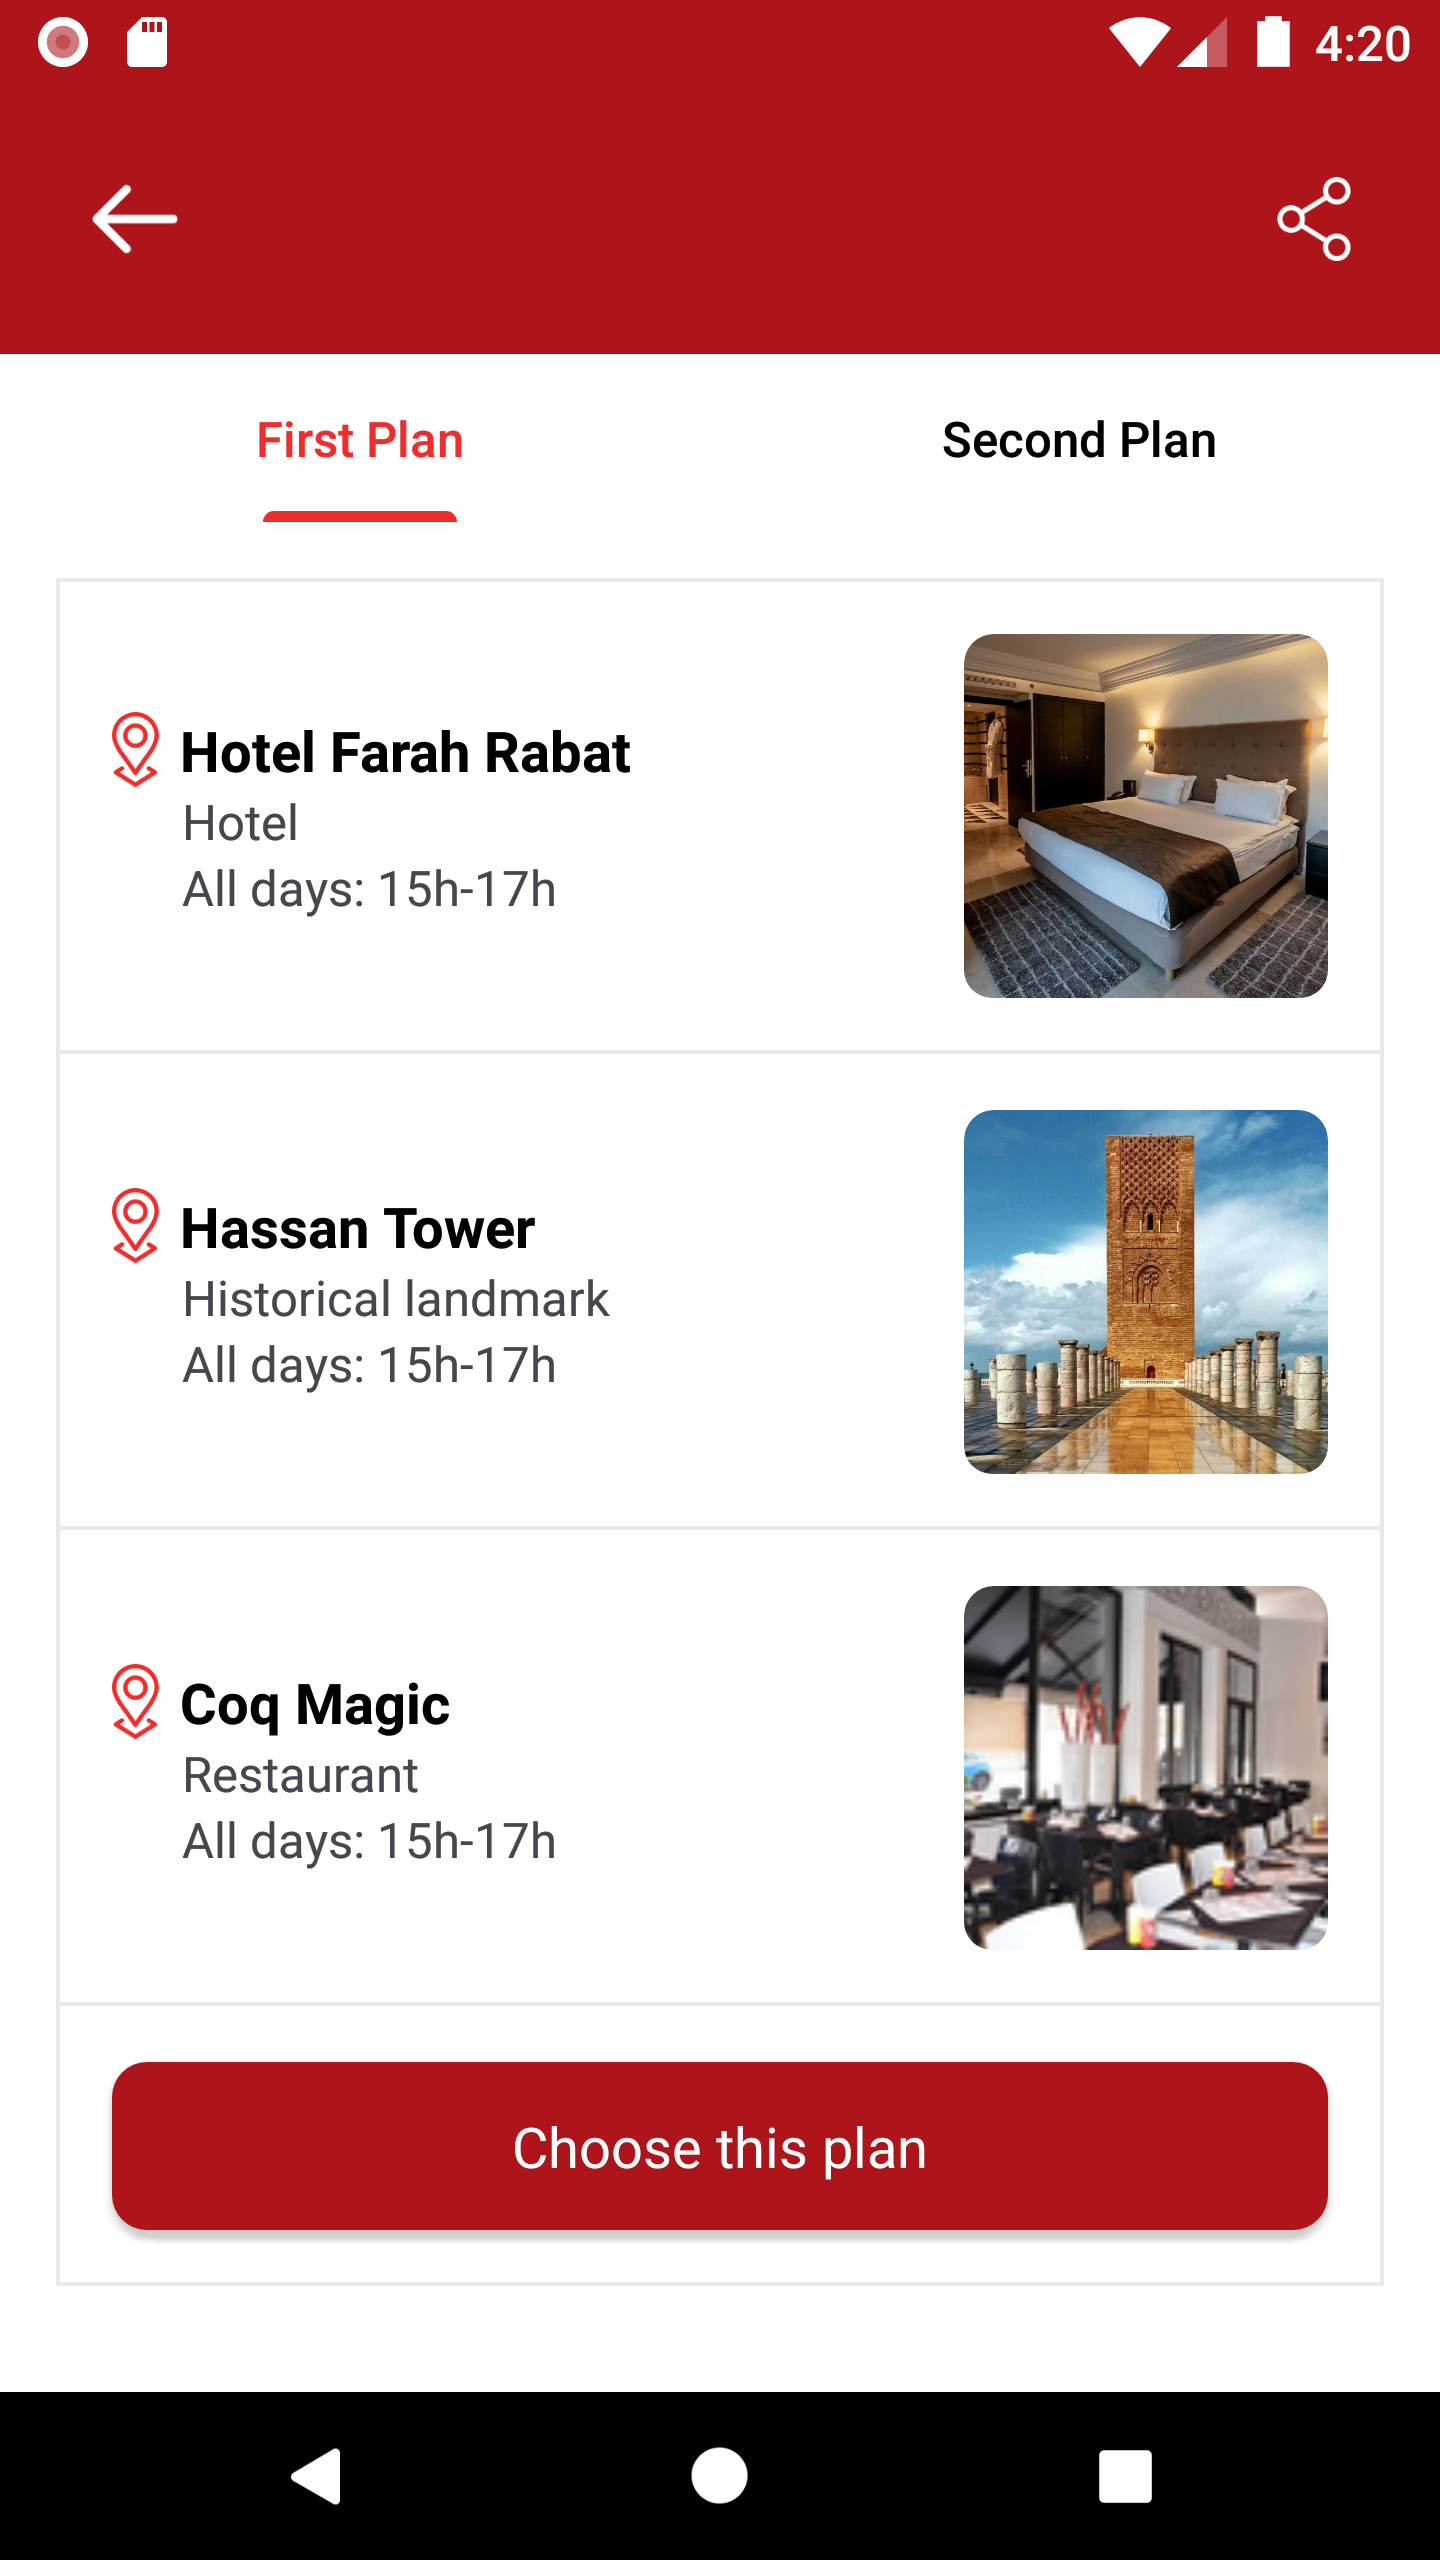 4:20
First Plan
Second Plan
Hotel Farah Rabat
Hotel
All days: 15h-17h
Hassan Tower
Historical landmark
All days: 15h-17h
Coq Magic
Restaurant
All days: 15h-17h
Choose this plan